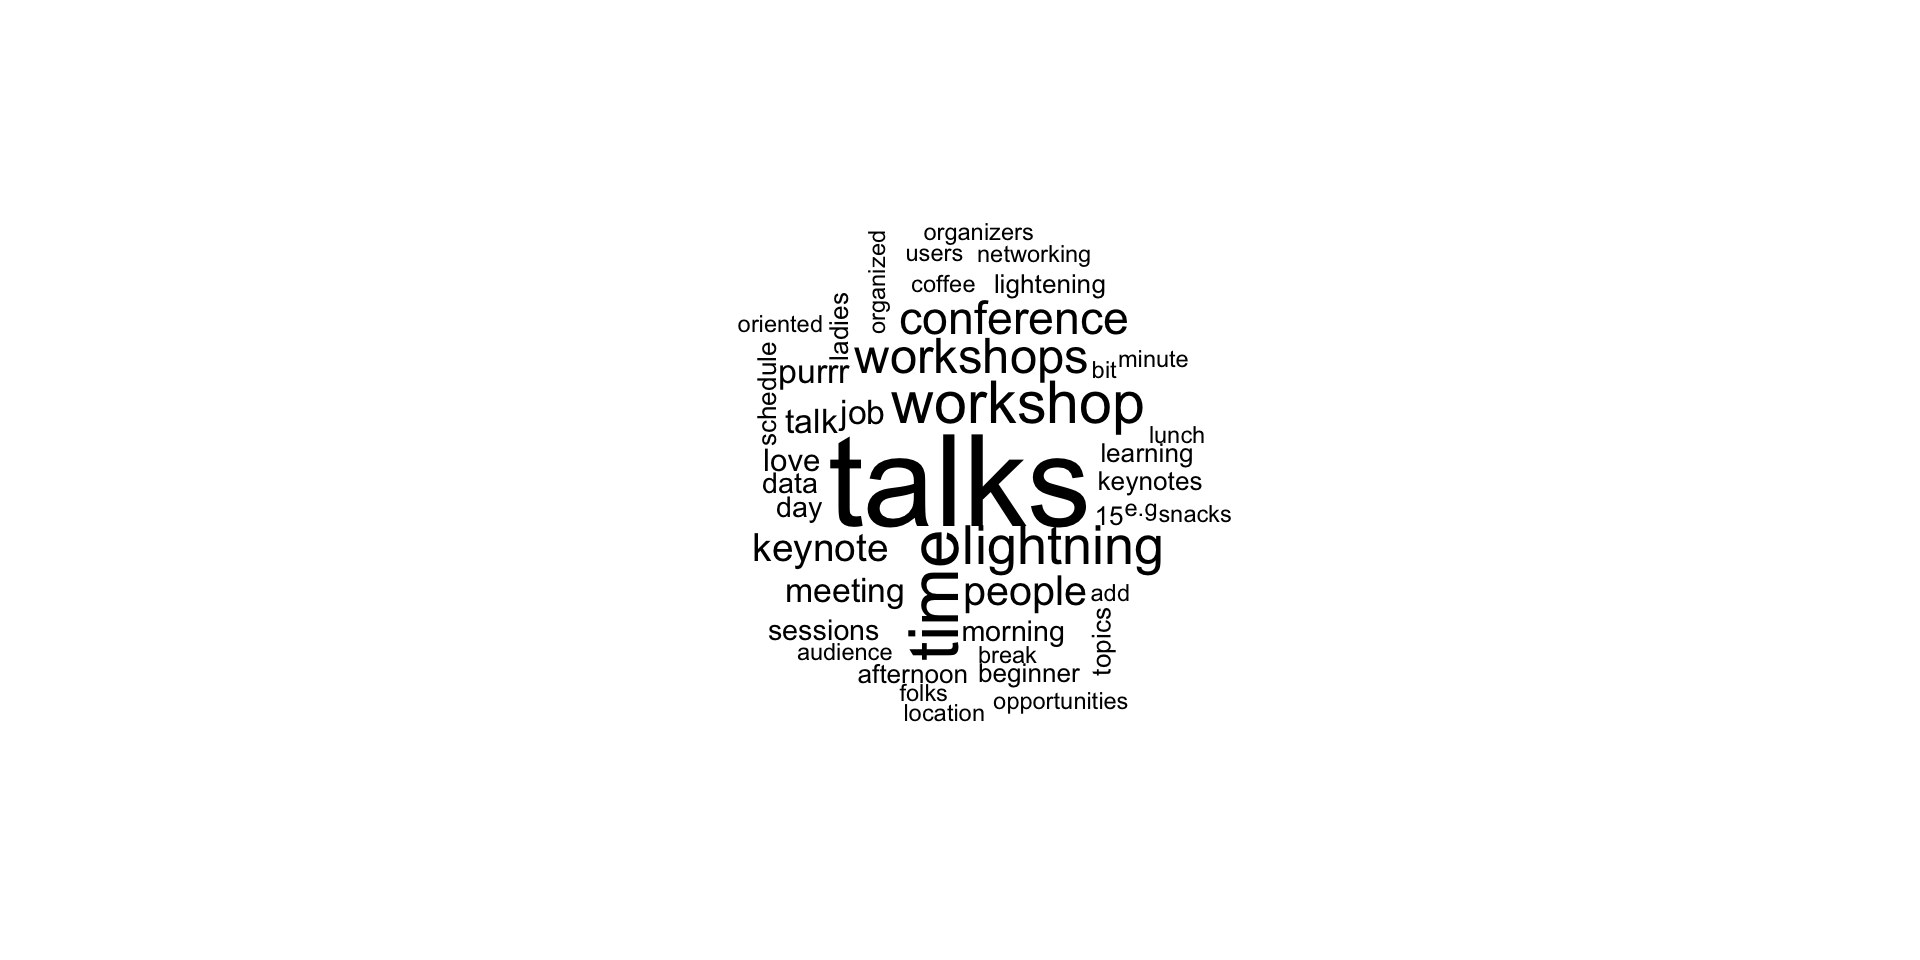 organizers
users networking
organized
coffee lightening
ladies
oriented
conference
schedule
workshops
bit
minute
purrr
workshop
talk
job
lunch
learning
love
talks
keynotes
data
day
15
e.g
snacks
keynote
time
lightning
meeting
people
add
sessions
morning
topics
audience
break
afternoon
beginner
folks
opportunities
location